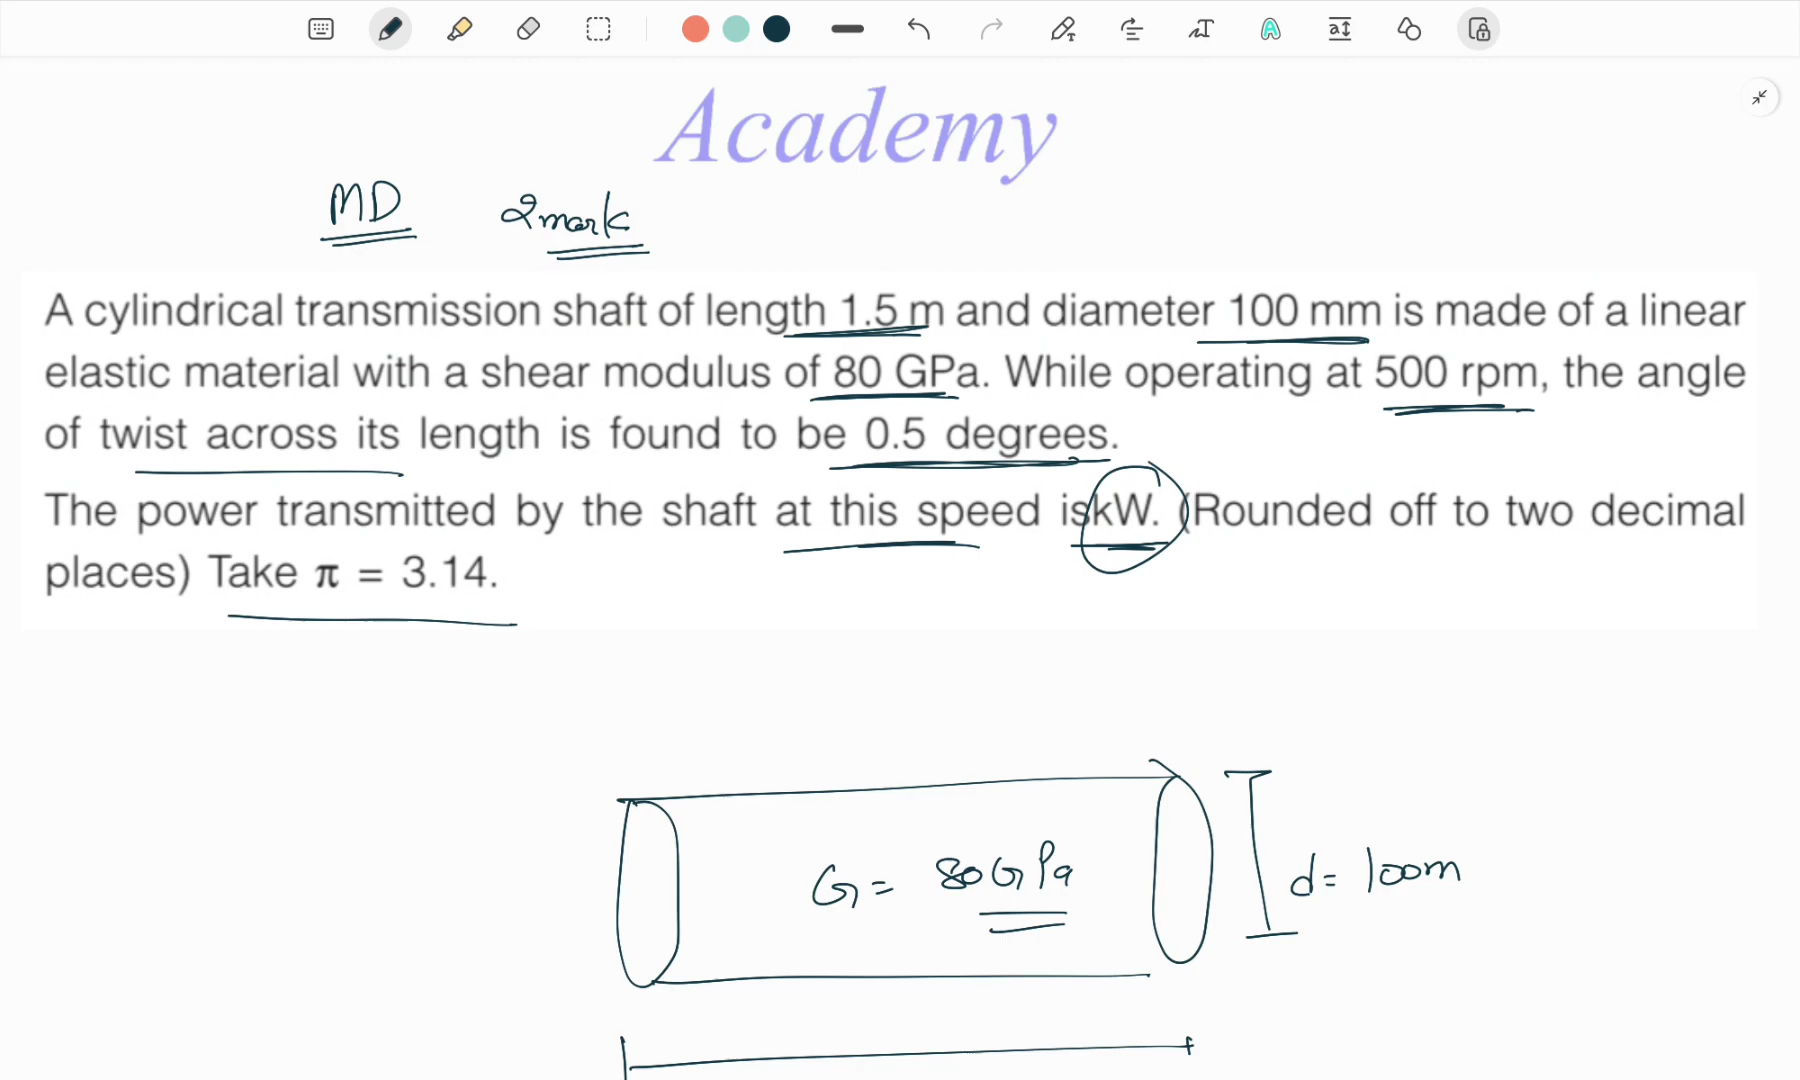 Academy
MD 2mark
A cylindrical transmission shaft of length 1.5 m and diameter 100 mm is made of a linear
elastic material with a shear modulus of 80 GPa. While operating at 500 rpm, the angle
of twist across its length is found to be 0.5 degrees.
The power transmitted by the shaft at this speed iskW. (Rounded off to two decimal
places) Take π = 3.14.
G = 80GPa d= 100m